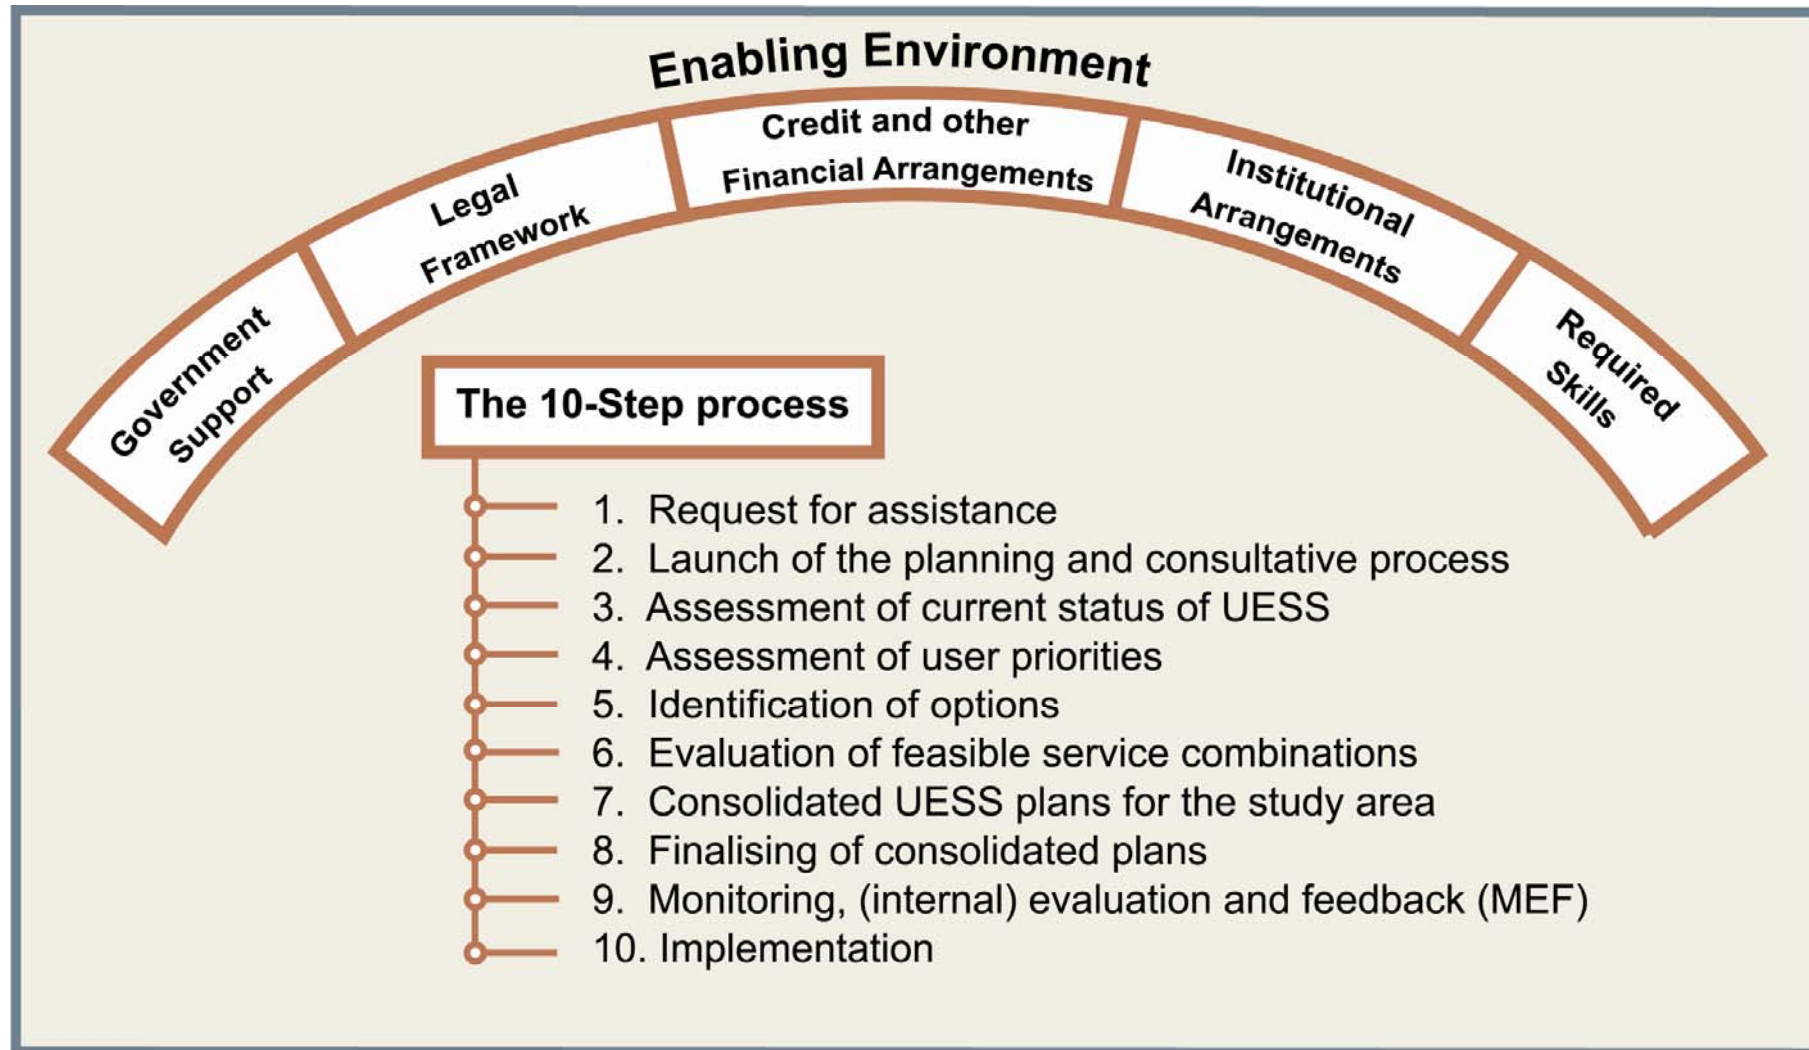 Enabling Environment
Government
Support
Legal
Framework
Credit and other
Financial Arrangements
Institutional
Arrangements
Required
Skills
The 10-Step process
1. Request for assistance
2. Launch of the planning and consultative process
3. Assessment of current status of UESS
4. Assessment of user priorities
5. Identification of options
6. Evaluation of feasible service combinations
7. Consolidated UESS plans for the study area
8. Finalising of consolidated plans
9. Monitoring, (internal) evaluation and feedback (MEF)
10. Implementation